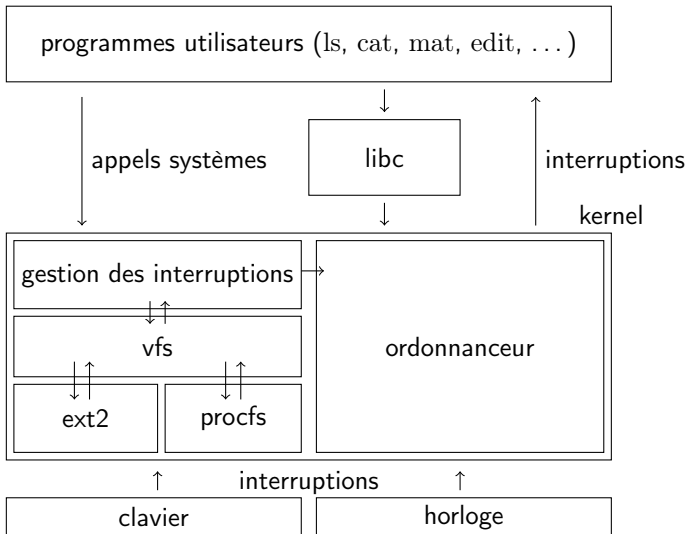 programmes utilisateurs (ls, cat, mat, edit, ...)
appels systèmes
libc
interruptions
kernel
gestion des interruptions
vfs
ordonnanceur
ext2
procfs
interruptions
clavier
horloge